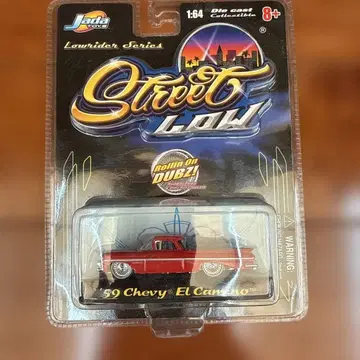 Jada
TOYS
1:64 Die cast
Collectible
8+
Lowrider Series
Street
LOW
®
Rollin On
DUBZ!
'59 Chevy El Camino
WARNING